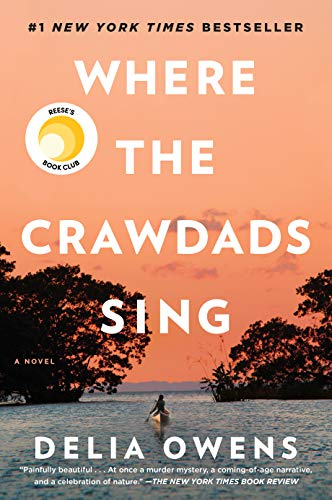 #1 NEW YORK TIMES BESTSELLER
WHERE
REESE'S
BOOK CLUB
THE
CRAWDADS
SING
A NOVEL
DELIA OWENS
"Painfully beautiful . . . At once a murder mystery, a coming-of-age narrative,
and a celebration of nature." —THE NEW YORK TIMES BOOK REVIEW